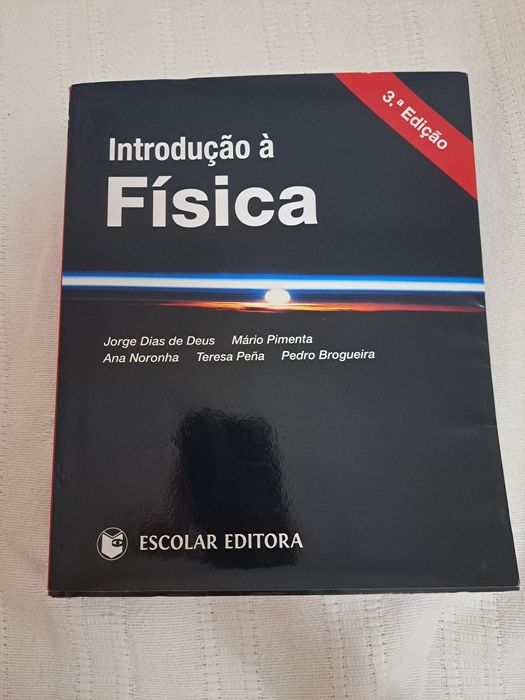 3.ª Edição
Introdução à
Física
Jorge Dias de Deus Mário Pimenta
Ana Noronha Teresa Peña Pedro Brogueira
ESCOLAR EDITORA